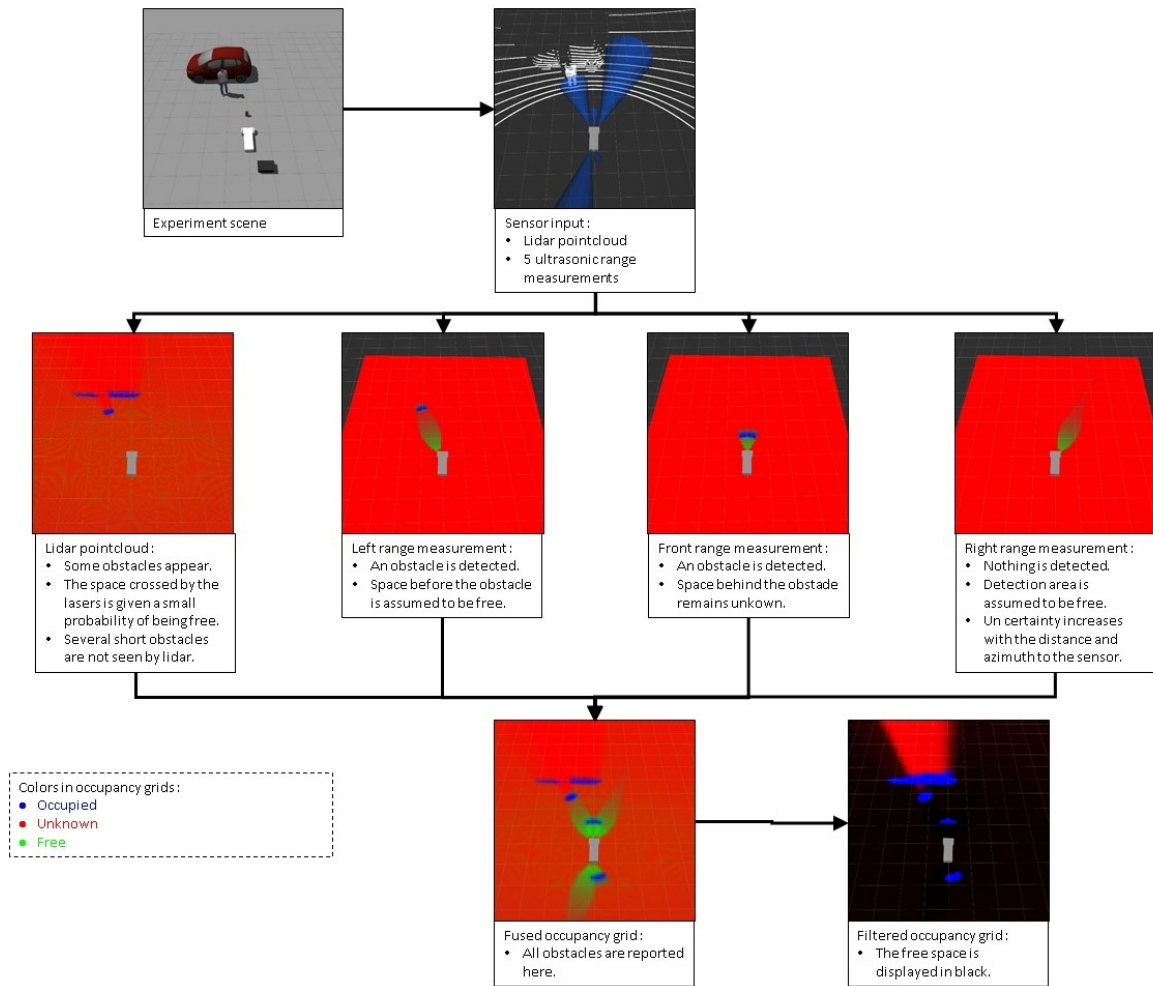 Experiment scene
Sensor input :
• Lidar pointcloud
• 5 ultrasonic range
measurements
Lidar pointcloud :
• Some obstacles appear.
• The space crossed by the
lasers is given a small
probability of being free.
• Several short obstacles
are not seen by lidar.
Left range measurement :
• An obstacle is detected.
• Space before the obstacle
is assumed to be free.
Front range measurement :
• An obstacle is detected.
• Space behind the obstacle
remains unkown.
Right range measurement :
• Nothing is detected.
• Detection area is
assumed to be free.
• Un certainty increases
with the distance and
azimuth to the sensor.
Colors in occupancy grids :
• Occupied
• Unknown
• Free
Fused occupancy grid :
• All obstacles are reported
here.
Filtered occupancy grid :
• The free space is
displayed in black.